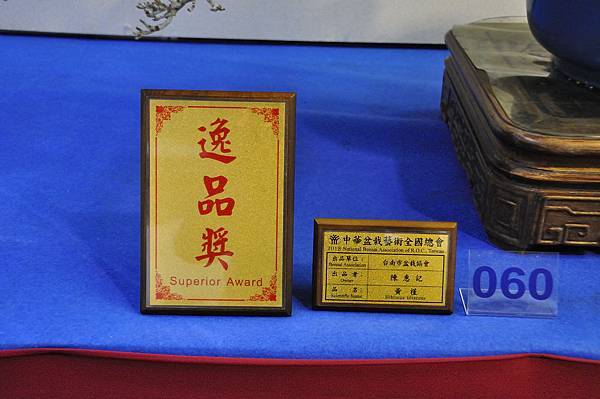 逸品獎
Superior Award
中華盆栽藝術全國總會
National Bonsai Association of R.O.C., Taiwan
出品單位：
Bonsai Association
台南市盆栽協會
出品者：
Owner
陳惠記
品名：
Scientific Name
黃槿
Hibiscus tiliaceus
060